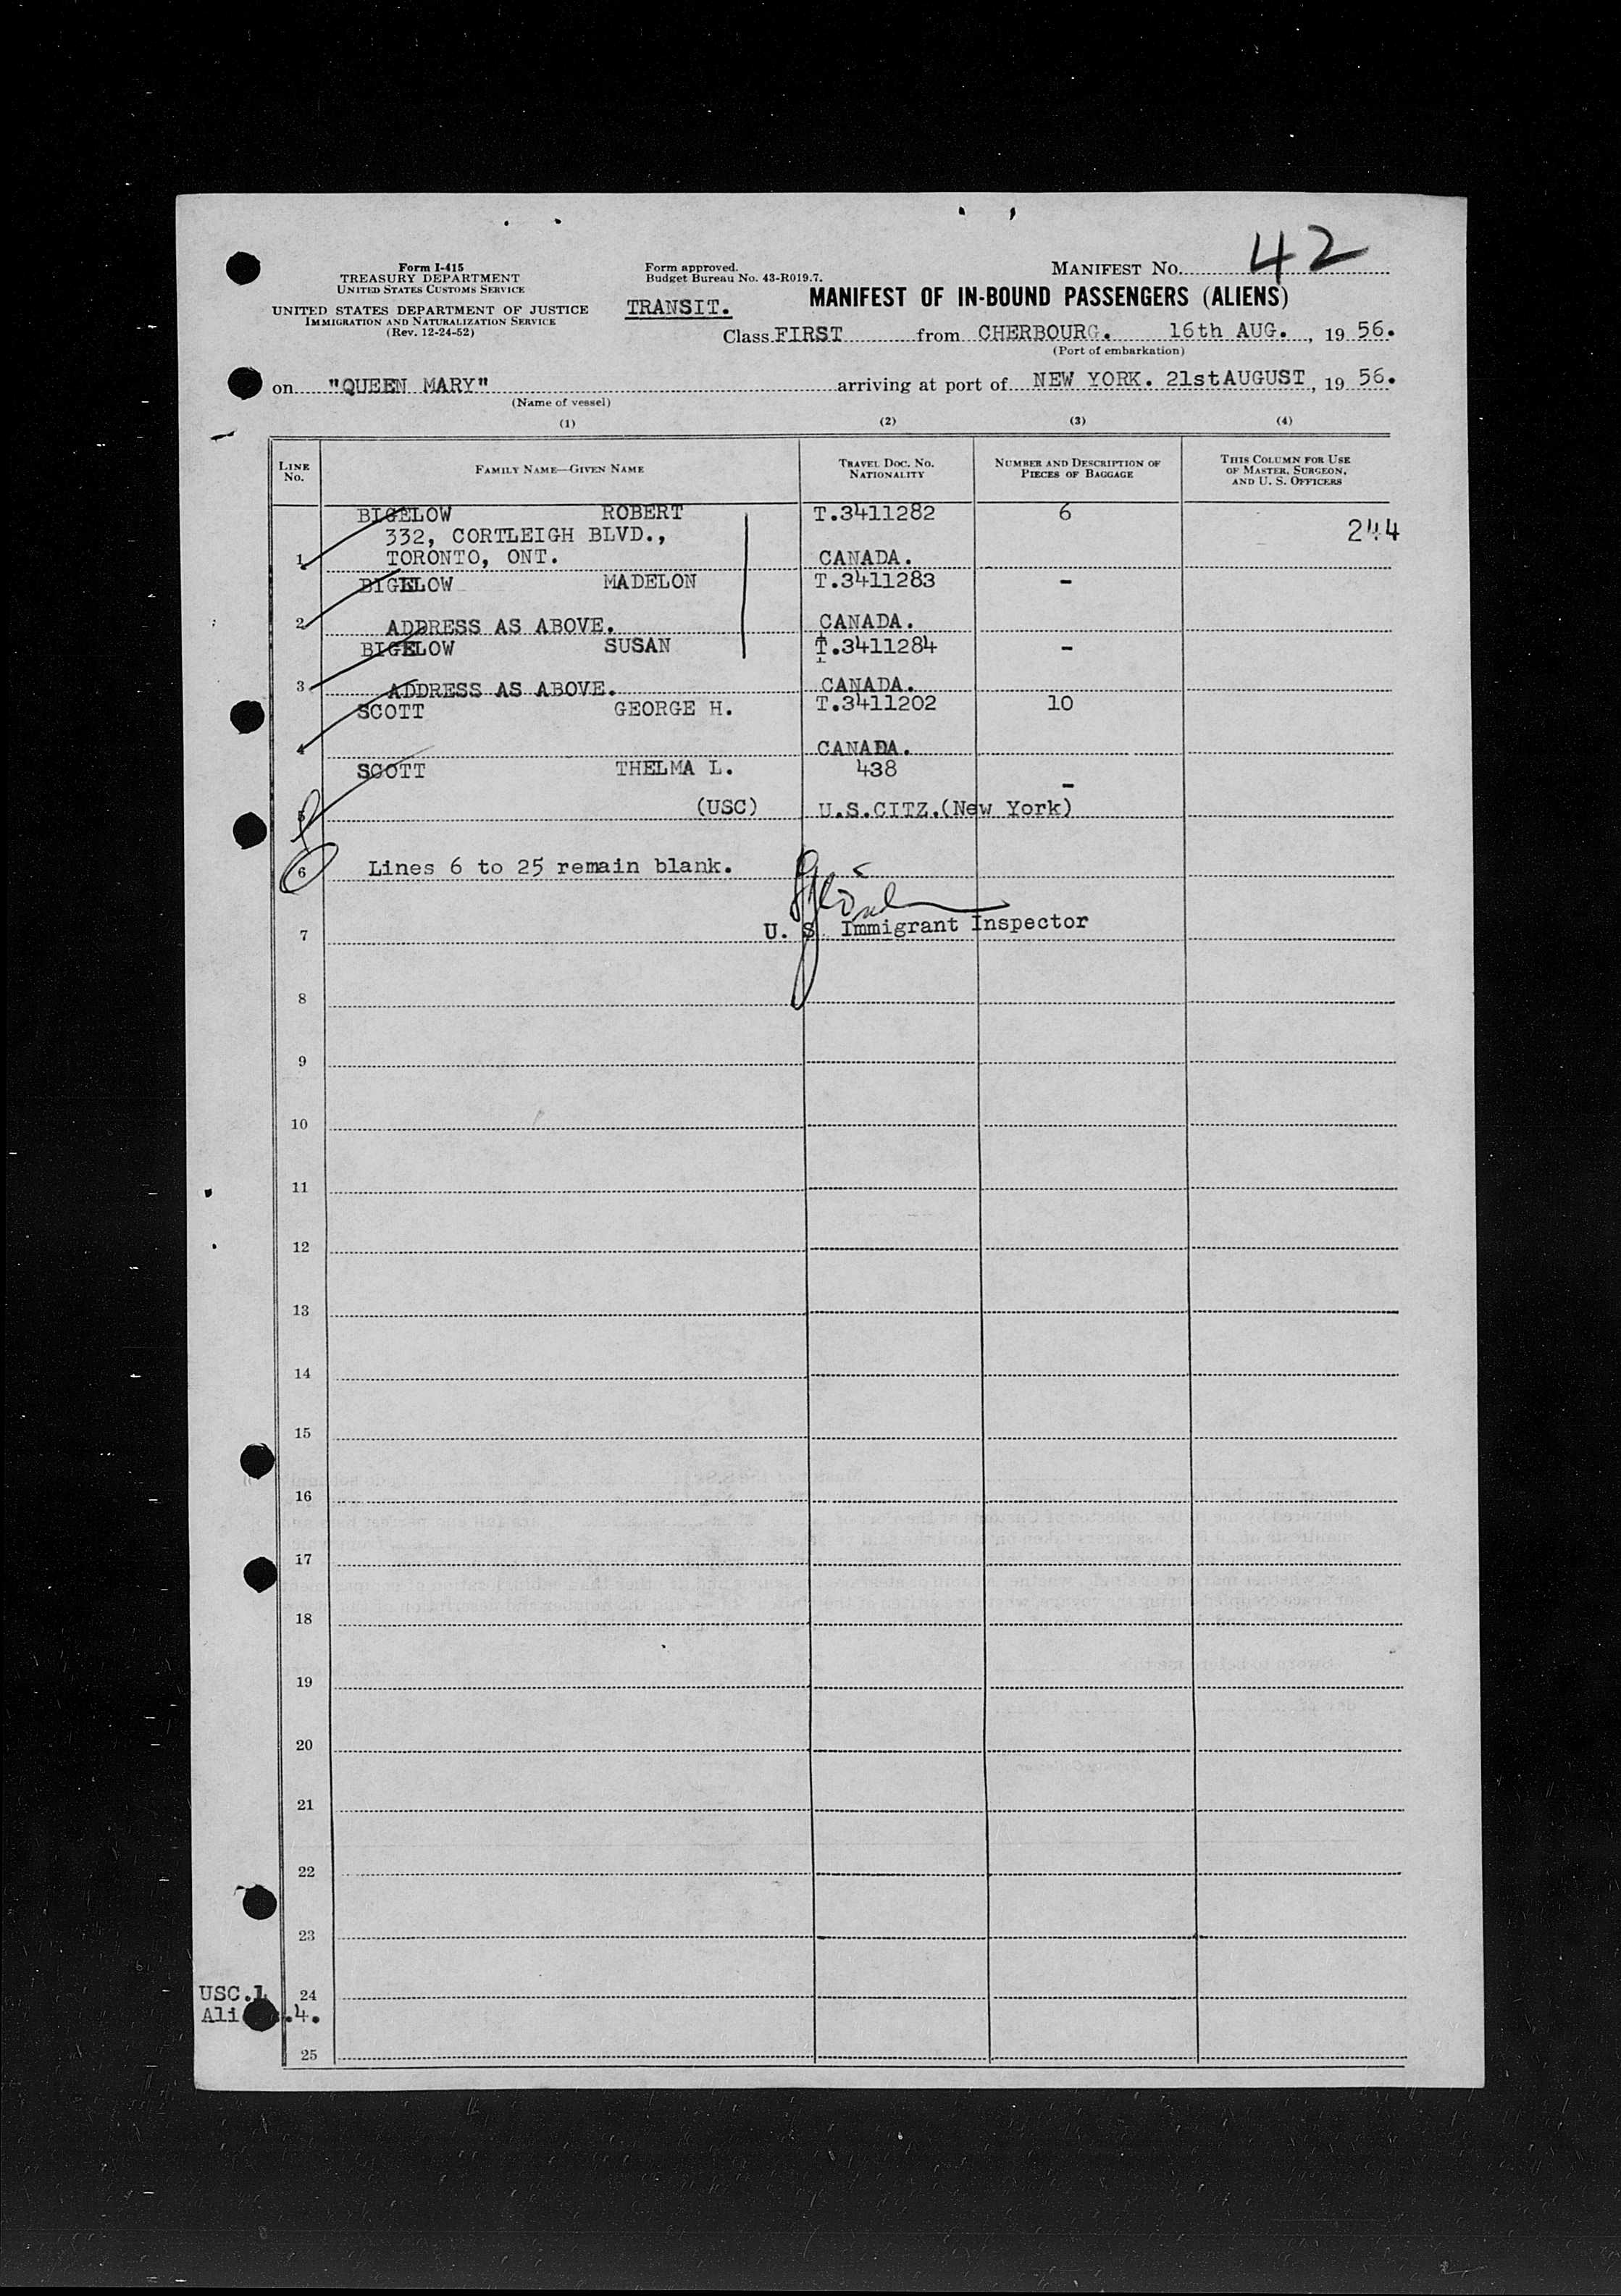 Form I-415
TREASURY DEPARTMENT
UNITED STATES CUSTOMS SERVICE
UNITED STATES DEPARTMENT OF JUSTICE
IMMIGRATION AND NATURALIZATION SERVICE
(Rev. 12-24-52)
Form approved.
Budget Bureau No. 43-R019.7.
MANIFEST No. 42
TRANSIT.
MANIFEST OF IN-BOUND PASSENGERS (ALIENS)
Class FIRST from CHERBOURG. 16th AUG., 19 56.
(Port of embarkation)
on "QUEEN MARY" arriving at port of NEW YORK. 21st AUGUST, 19 56.
(Name of vessel)
(1) (2) (3) (4)
LINE No. FAMILY NAME—GIVEN NAME TRAVEL DOC. NO. NATIONALITY NUMBER AND DESCRIPTION OF PIECES OF BAGGAGE THIS COLUMN FOR USE OF MASTER, SURGEON, AND U. S. OFFICERS
BIGELOW ROBERT T.3411282 6
332, CORTLEIGH BLVD., 244
1 TORONTO, ONT. CANADA.
BIGELOW MADELON T.3411283 -
2 ADDRESS AS ABOVE. CANADA.
BIGELOW SUSAN T.3411284 -
3 ADDRESS AS ABOVE. CANADA.
SCOTT GEORGE H. T.3411202 10
4 CANADA.
SCOTT THELMA L. 438 -
5 (USC) U.S.CITZ.(New York)
6 Lines 6 to 25 remain blank.
7 U. S. Immigrant Inspector
8
9
10
11
12
13
14
15
16
17
18
19
20
21
22
23
USC.1 24
Ali .4.
25